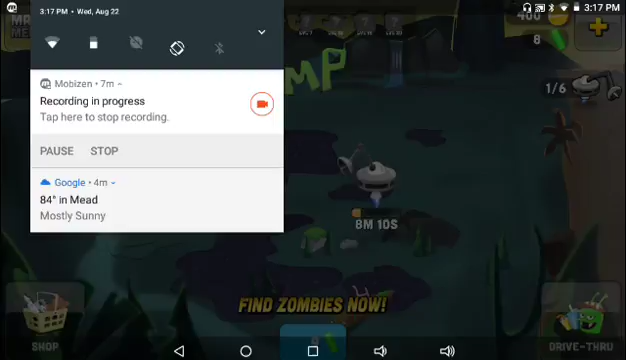 3:17 PM • Wed, Aug 22
3:17 PM
Mobizen • 7m
Recording in progress
Tap here to stop recording.
PAUSE STOP
Google • 4m
84° in Mead
Mostly Sunny
MP
400
8
1/6
8M 10S
FIND ZOMBIES NOW!
SHOP
DRIVE-THRU